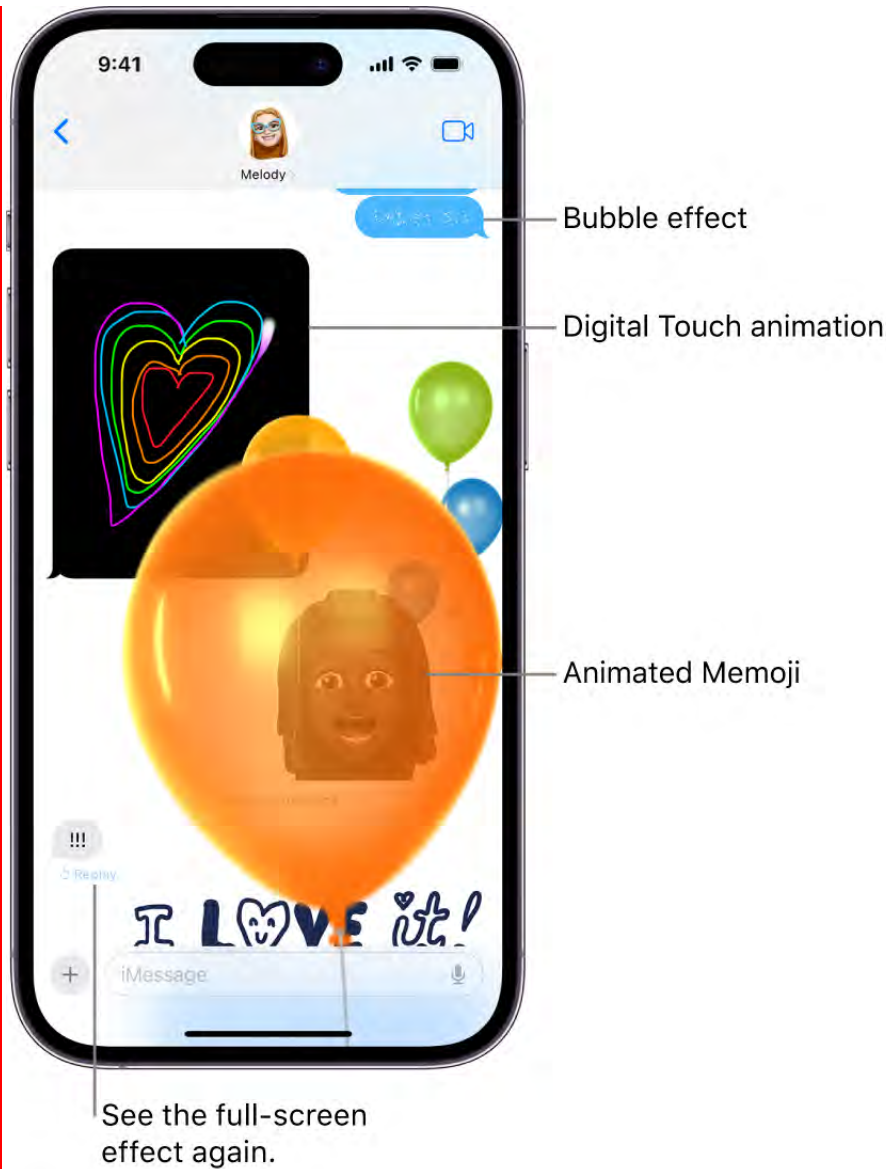 9:41
Melody
Bubble effect
Digital Touch animation
Animated Memoji
!!!
Replay
I LOVE it!
iMessage
See the full-screen
effect again.